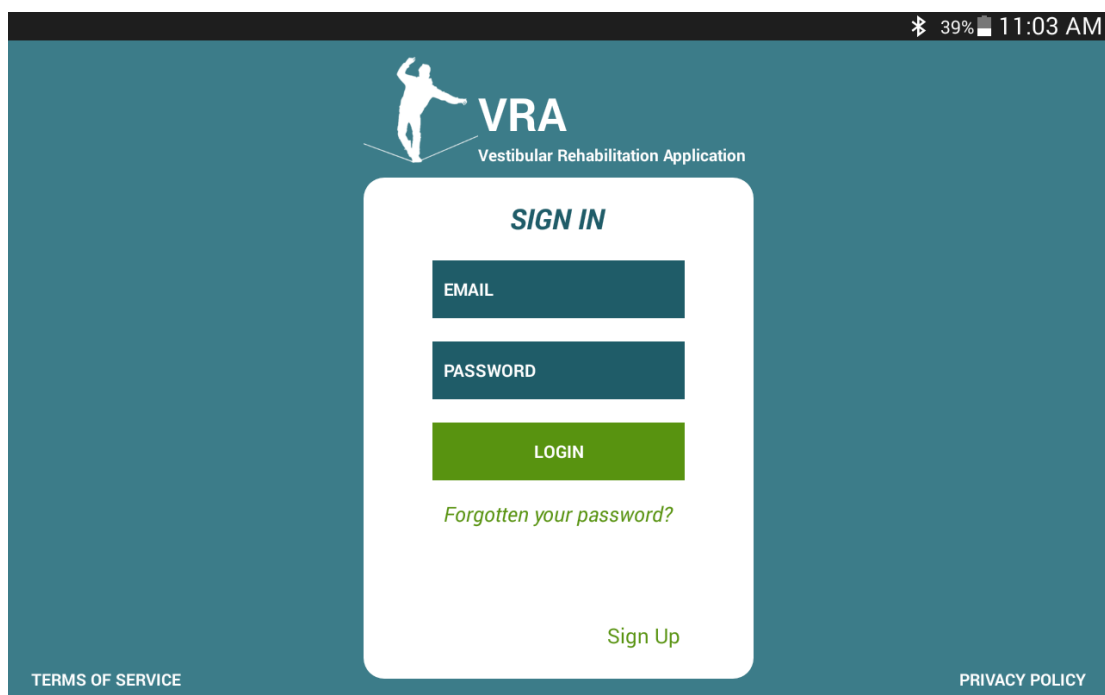 39% 11:03 AM
VRA
Vestibular Rehabilitation Application
SIGN IN
EMAIL
PASSWORD
LOGIN
Forgotten your password?
Sign Up
TERMS OF SERVICE
PRIVACY POLICY